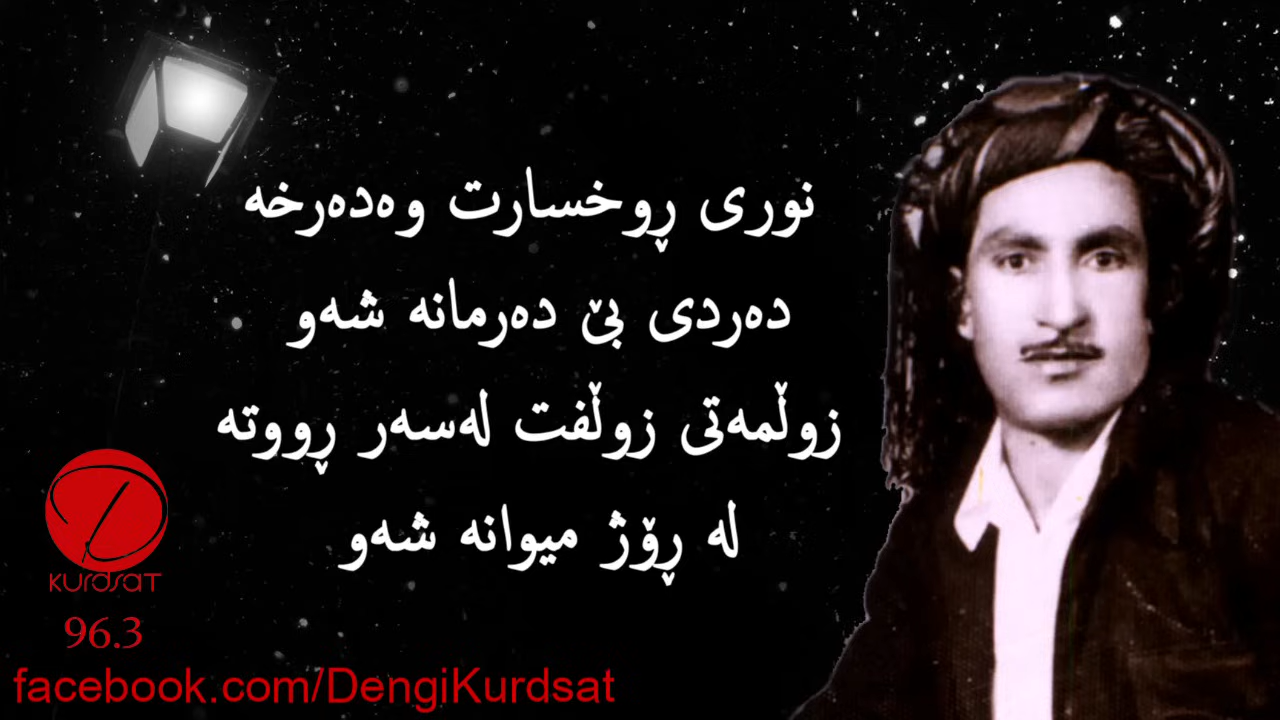 نوری ڕوخسارت وەدەرخە
دەردی بێ دەرمانە شەو
زوڵمەتی زوڵفت لەسەر ڕووتە
لە ڕۆژ میوانە شەو
KURDSAT
96.3
facebook.com/DengiKurdsat